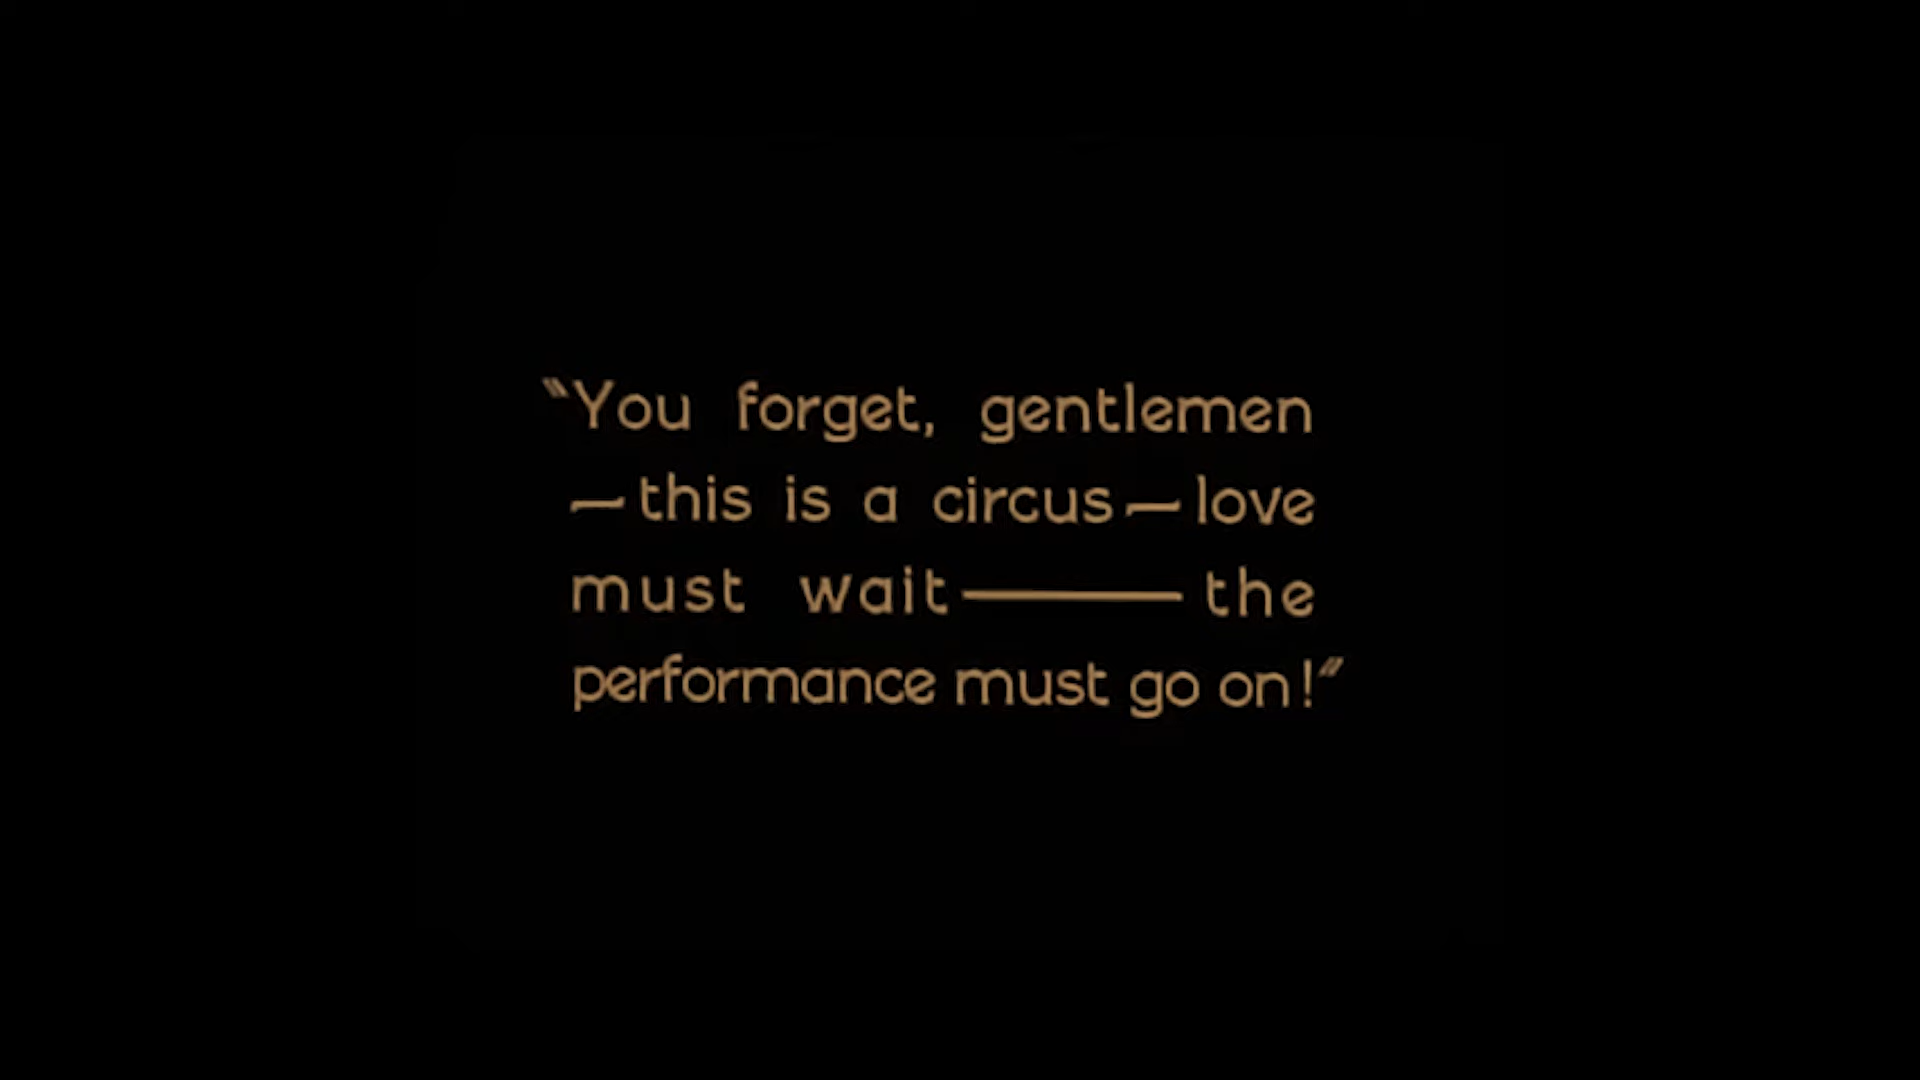 “You forget, gentlemen
—this is a circus—love
must wait——— the
performance must go on!”